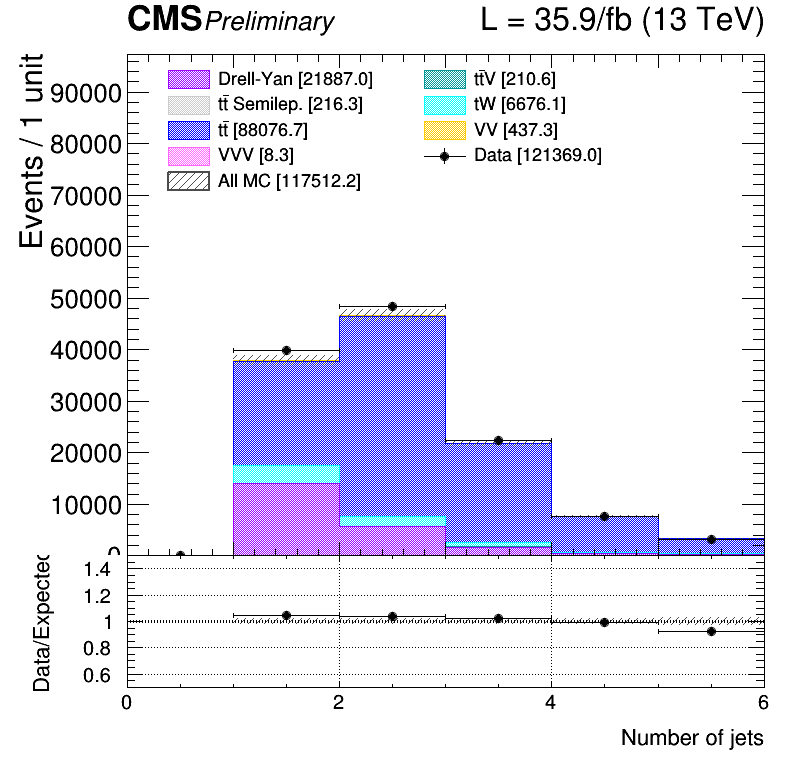 CMS Preliminary L = 35.9/fb (13 TeV)
Events / 1 unit
Drell-Yan [21887.0]
tt̄ Semilep. [216.3]
tt̄ [88076.7]
VVV [8.3]
All MC [117512.2]
tt̄V [210.6]
tW [6676.1]
VV [437.3]
Data [121369.0]
90000
80000
70000
60000
50000
40000
30000
20000
10000
0
Data/Expected
1.4
1.2
1
0.8
0.6
0 2 4 6
Number of jets